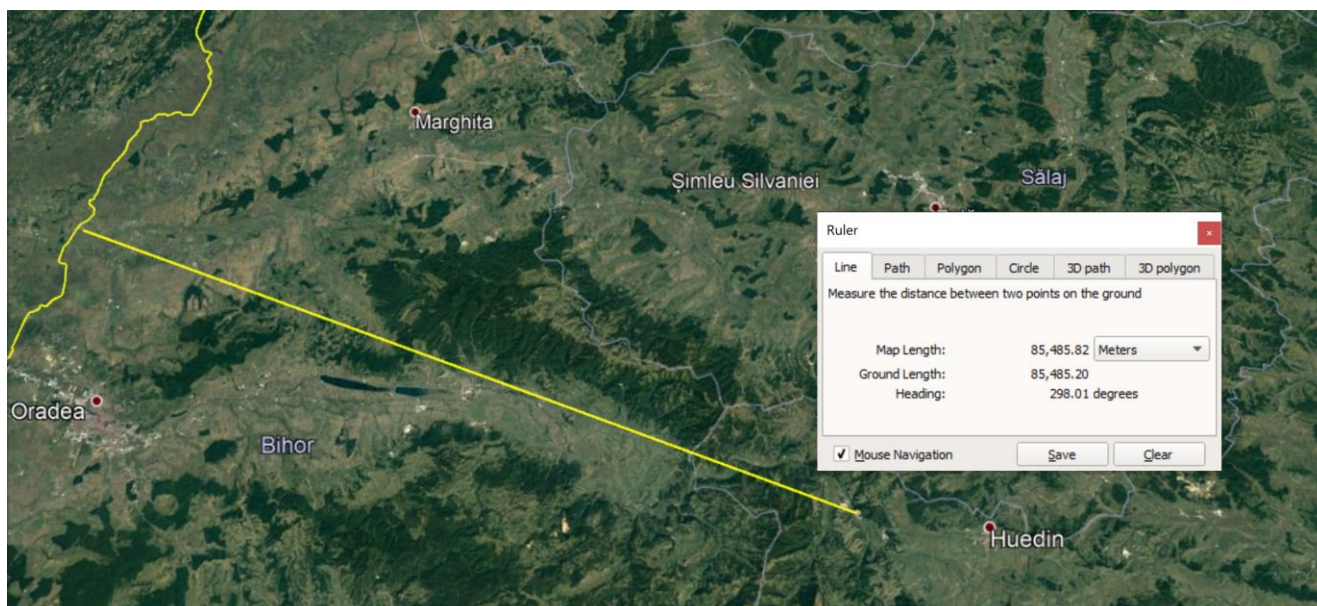 Marghita
Șimleu Silvaniei
Sălaj
Ruler
Line Path Polygon Circle 3D path 3D polygon
Measure the distance between two points on the ground
Map Length: 85,485.82 Meters
Ground Length: 85,485.20
Heading: 298.01 degrees
Mouse Navigation Save Clear
Oradea
Bihor
Huedin